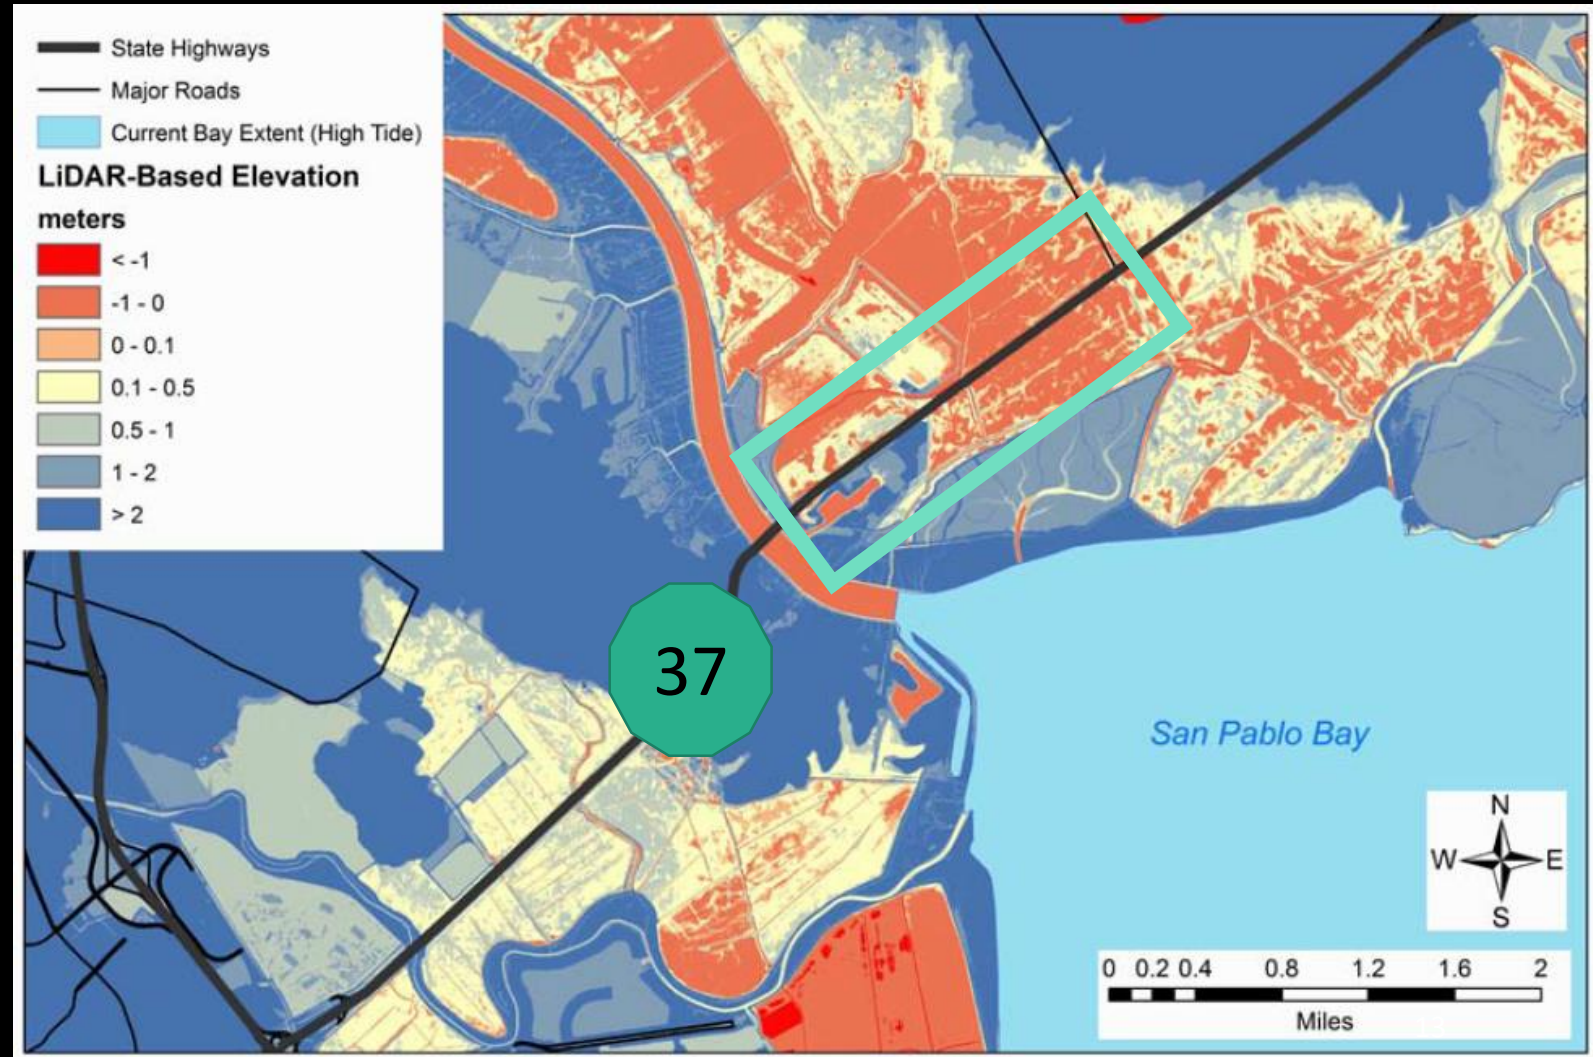 State Highways
Major Roads
Current Bay Extent (High Tide)
LiDAR-Based Elevation
meters
< -1
-1 - 0
0 - 0.1
0.1 - 0.5
0.5 - 1
1 - 2
> 2
37
San Pablo Bay
N
W E
S
0 0.2 0.4 0.8 1.2 1.6 2
Miles